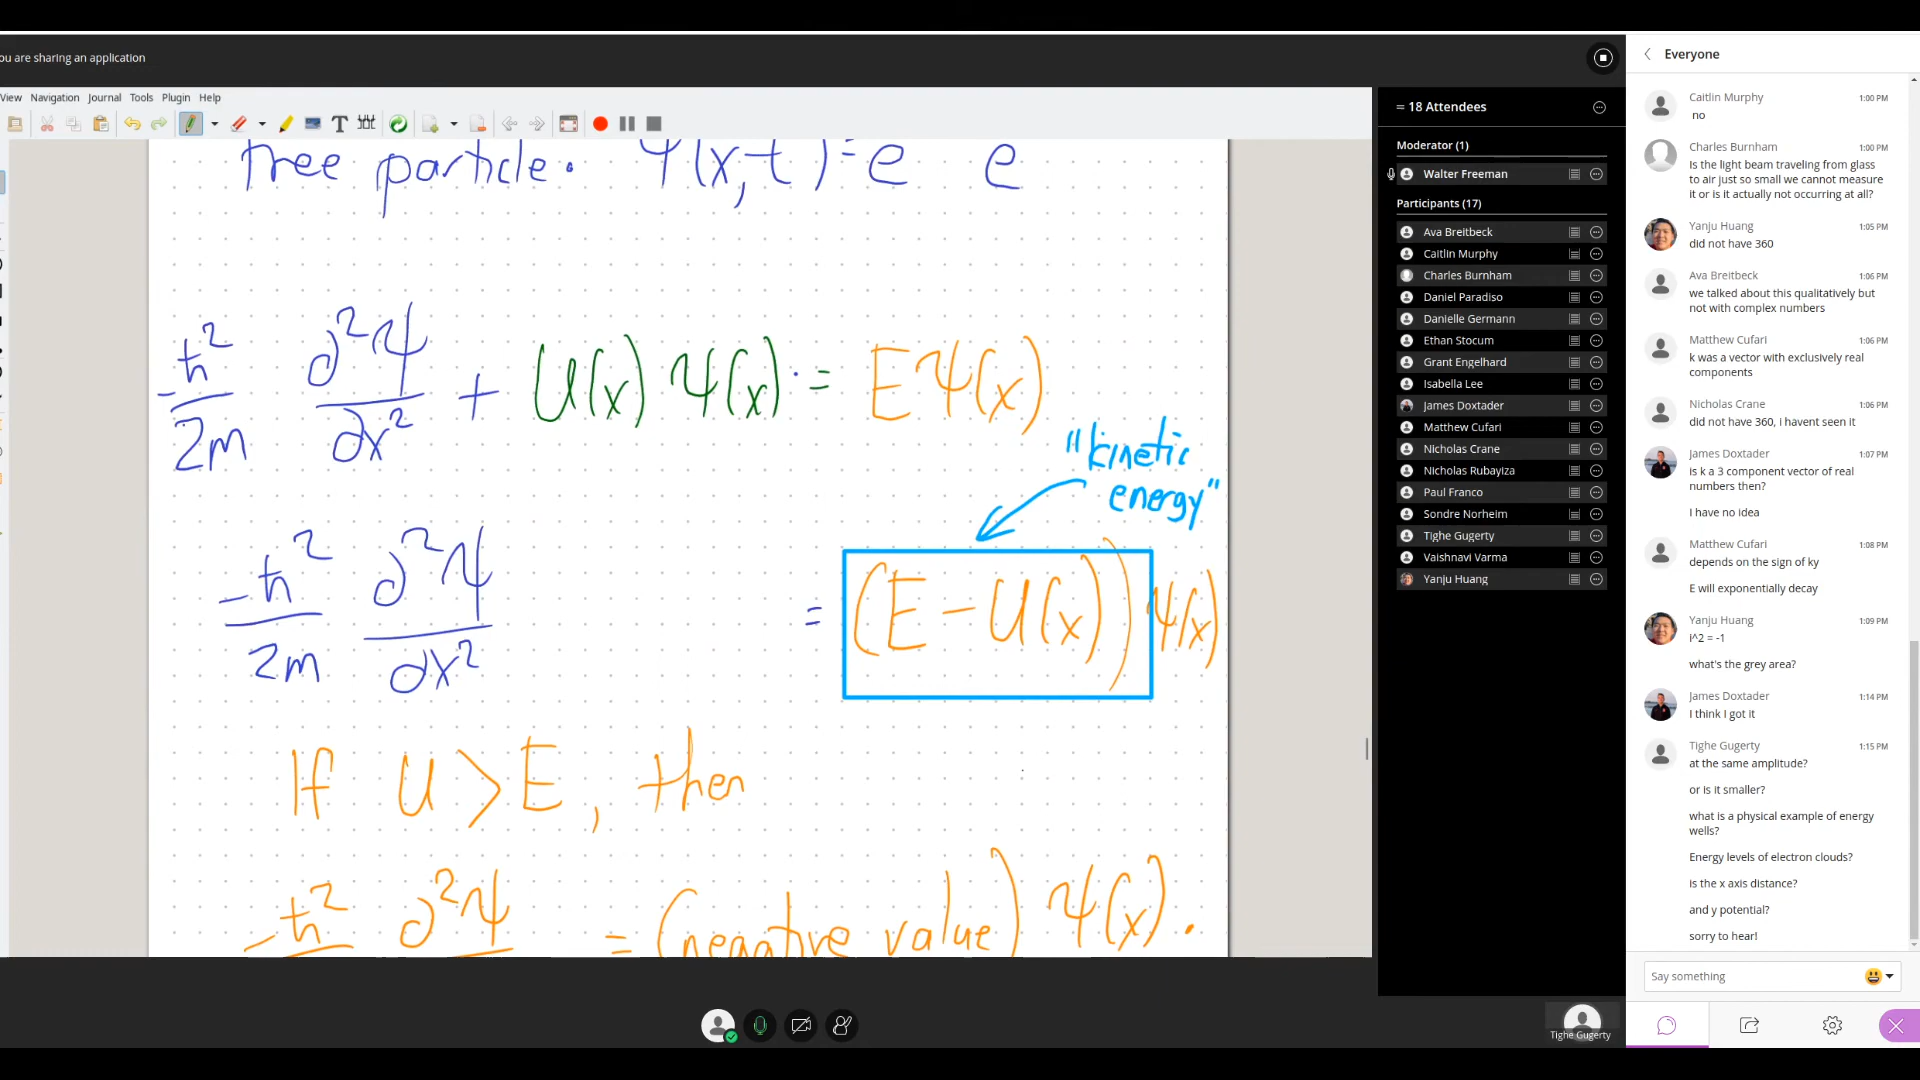 ou are sharing an application
View Navigation Journal Tools Plugin Help
free particle. Ψ(x,t) = e e
-ħ²/2m ∂²Ψ/∂x² + U(x) Ψ(x) = E Ψ(x)
"kinetic
energy"
-ħ²/2m ∂²Ψ/∂x² = (E - U(x)) Ψ(x)
If U > E, then
-ħ² ∂²Ψ = (negative value) Ψ(x).
18 Attendees
Moderator (1)
Walter Freeman
Participants (17)
Ava Breitbeck
Caitlin Murphy
Charles Burnham
Daniel Paradiso
Danielle Germann
Ethan Stocum
Grant Engelhard
Isabella Lee
James Doxtader
Matthew Cufari
Nicholas Crane
Nicholas Rubayiza
Paul Franco
Sondre Norheim
Tighe Gugerty
Vaishnavi Varma
Yanju Huang
Tighe Gugerty
Everyone
Caitlin Murphy 1:00 PM
no
Charles Burnham 1:00 PM
Is the light beam traveling from glass
to air just so small we cannot measure
it or is it actually not occurring at all?
Yanju Huang 1:05 PM
did not have 360
Ava Breitbeck 1:06 PM
we talked about this qualitatively but
not with complex numbers
Matthew Cufari 1:06 PM
k was a vector with exclusively real
components
Nicholas Crane 1:06 PM
did not have 360, i havent seen it
James Doxtader 1:07 PM
is k a 3 component vector of real
numbers then?
I have no idea
Matthew Cufari 1:08 PM
depends on the sign of ky
E will exponentially decay
Yanju Huang 1:09 PM
i^2 = -1
what's the grey area?
James Doxtader 1:14 PM
I think I got it
Tighe Gugerty 1:15 PM
at the same amplitude?
or is it smaller?
what is a physical example of energy
wells?
Energy levels of electron clouds?
is the x axis distance?
and y potential?
sorry to hear!
Say something